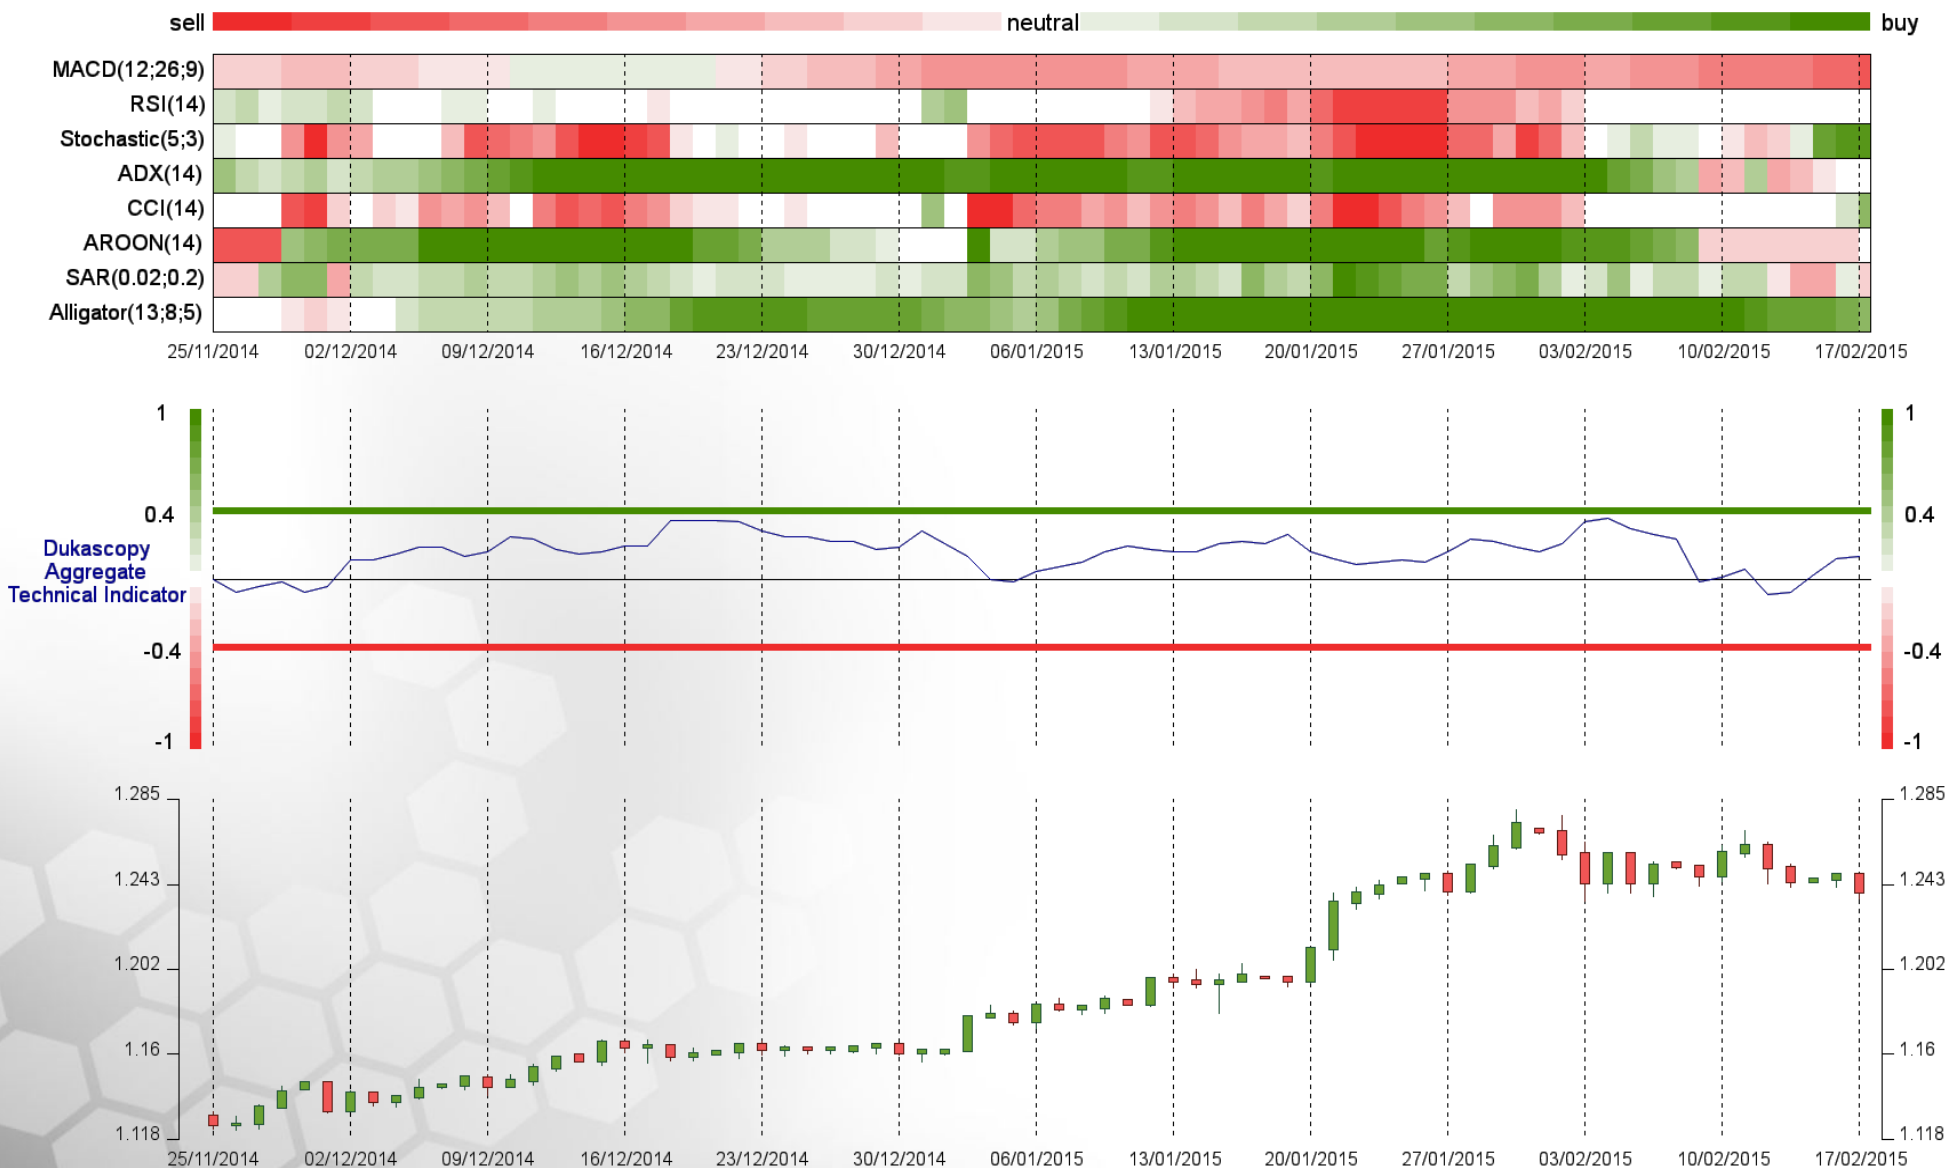 sell neutral buy
MACD(12;26;9)
RSI(14)
Stochastic(5;3)
ADX(14)
CCI(14)
AROON(14)
SAR(0.02;0.2)
Alligator(13;8;5)
25/11/2014 02/12/2014 09/12/2014 16/12/2014 23/12/2014 30/12/2014 06/01/2015 13/01/2015 20/01/2015 27/01/2015 03/02/2015 10/02/2015 17/02/2015
1 1
0.4 0.4
Dukascopy
Aggregate
Technical Indicator
-0.4 -0.4
-1 -1
1.285 1.285
1.243 1.243
1.202 1.202
1.16 1.16
1.118 1.118
25/11/2014 02/12/2014 09/12/2014 16/12/2014 23/12/2014 30/12/2014 06/01/2015 13/01/2015 20/01/2015 27/01/2015 03/02/2015 10/02/2015 17/02/2015